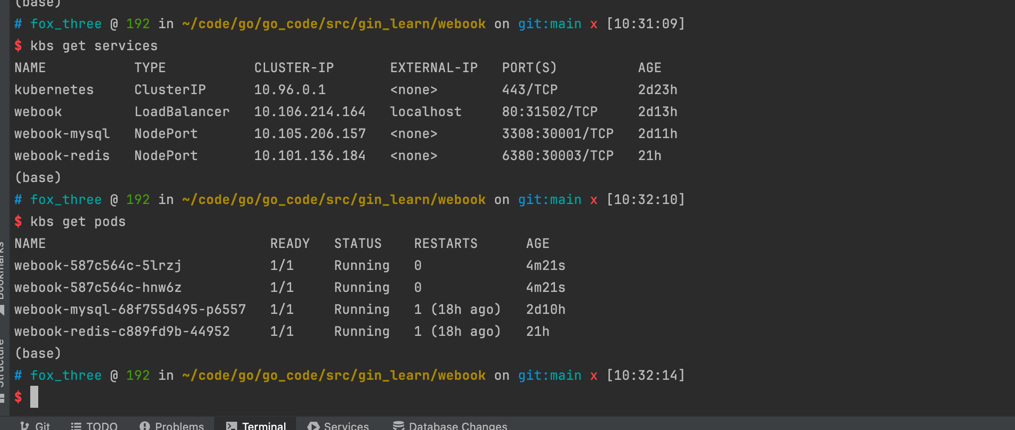 (base)
# fox_three @ 192 in ~/code/go/go_code/src/gin_learn/webook on git:main x [10:31:09]
$ kbs get services
NAME TYPE CLUSTER-IP EXTERNAL-IP PORT(S) AGE
kubernetes ClusterIP 10.96.0.1 <none> 443/TCP 2d23h
webook LoadBalancer 10.106.214.164 localhost 80:31502/TCP 2d13h
webook-mysql NodePort 10.105.206.157 <none> 3308:30001/TCP 2d11h
webook-redis NodePort 10.101.136.184 <none> 6380:30003/TCP 21h
(base)
# fox_three @ 192 in ~/code/go/go_code/src/gin_learn/webook on git:main x [10:32:10]
$ kbs get pods
NAME READY STATUS RESTARTS AGE
webook-587c564c-5lrzj 1/1 Running 0 4m21s
webook-587c564c-hnw6z 1/1 Running 0 4m21s
webook-mysql-68f755d495-p6557 1/1 Running 1 (18h ago) 2d10h
webook-redis-c889fd9b-44952 1/1 Running 1 (18h ago) 21h
(base)
# fox_three @ 192 in ~/code/go/go_code/src/gin_learn/webook on git:main x [10:32:14]
$
Bookmarks
Structure
Git TODO Problems Terminal Services Database Changes